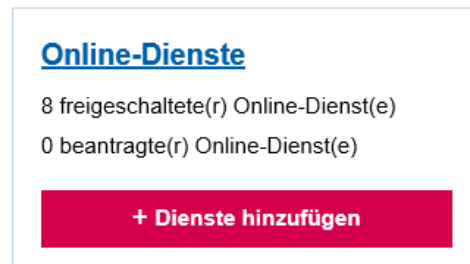 Online-Dienste
8 freigeschaltete(r) Online-Dienst(e)
0 beantragte(r) Online-Dienst(e)
+ Dienste hinzufügen